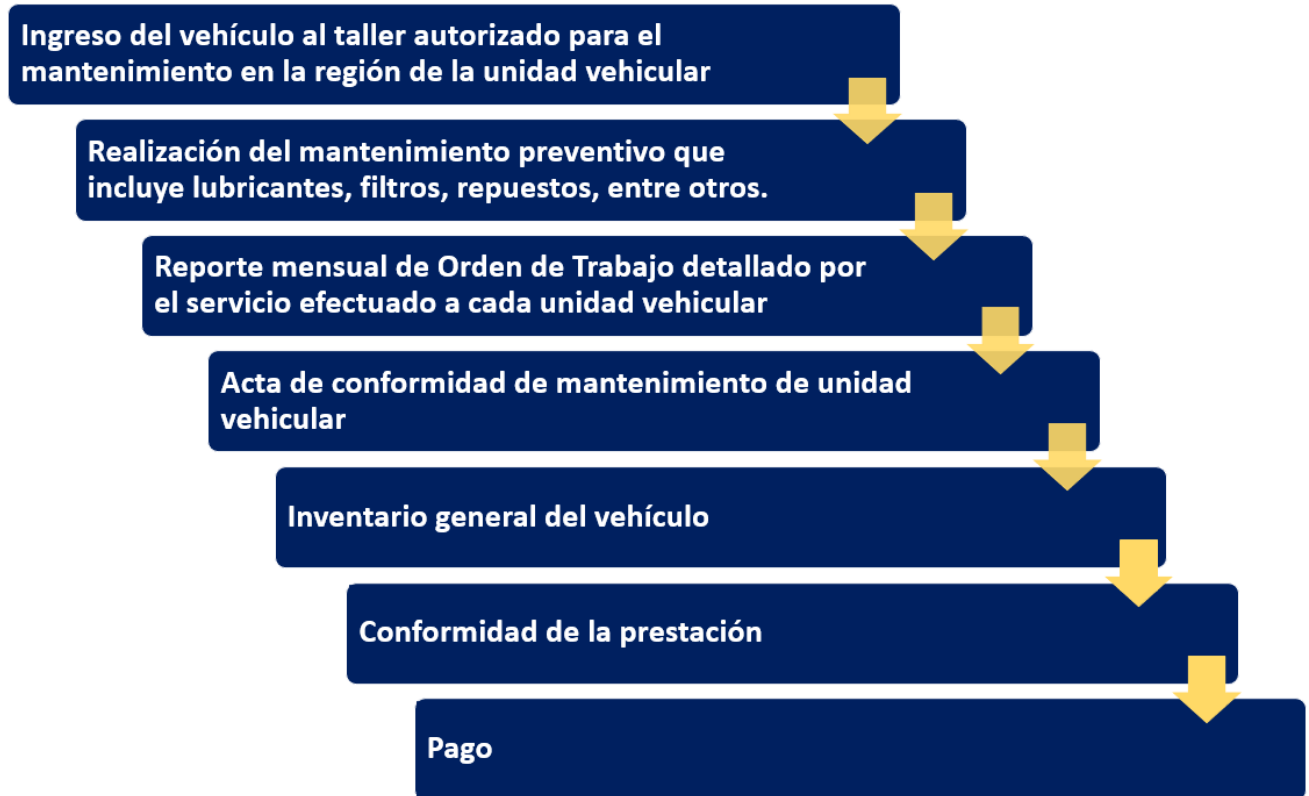 Ingreso del vehículo al taller autorizado para el
mantenimiento en la región de la unidad vehicular
Realización del mantenimiento preventivo que
incluye lubricantes, filtros, repuestos, entre otros.
Reporte mensual de Orden de Trabajo detallado por
el servicio efectuado a cada unidad vehicular
Acta de conformidad de mantenimiento de unidad
vehicular
Inventario general del vehículo
Conformidad de la prestación
Pago